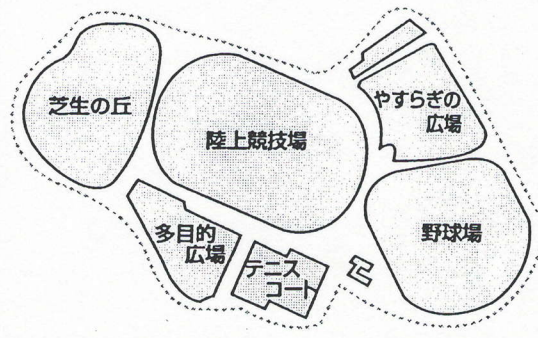 芝生の丘
陸上競技場
やすらぎの
広場
多目的
広場
テニス
コート
野球場